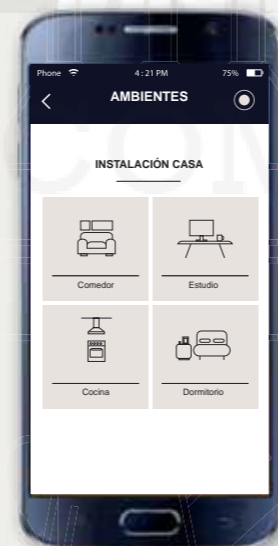 Phone 4:21 PM 75%
AMBIENTES
INSTALACIÓN CASA
Comedor Estudio
Cocina Dormitorio